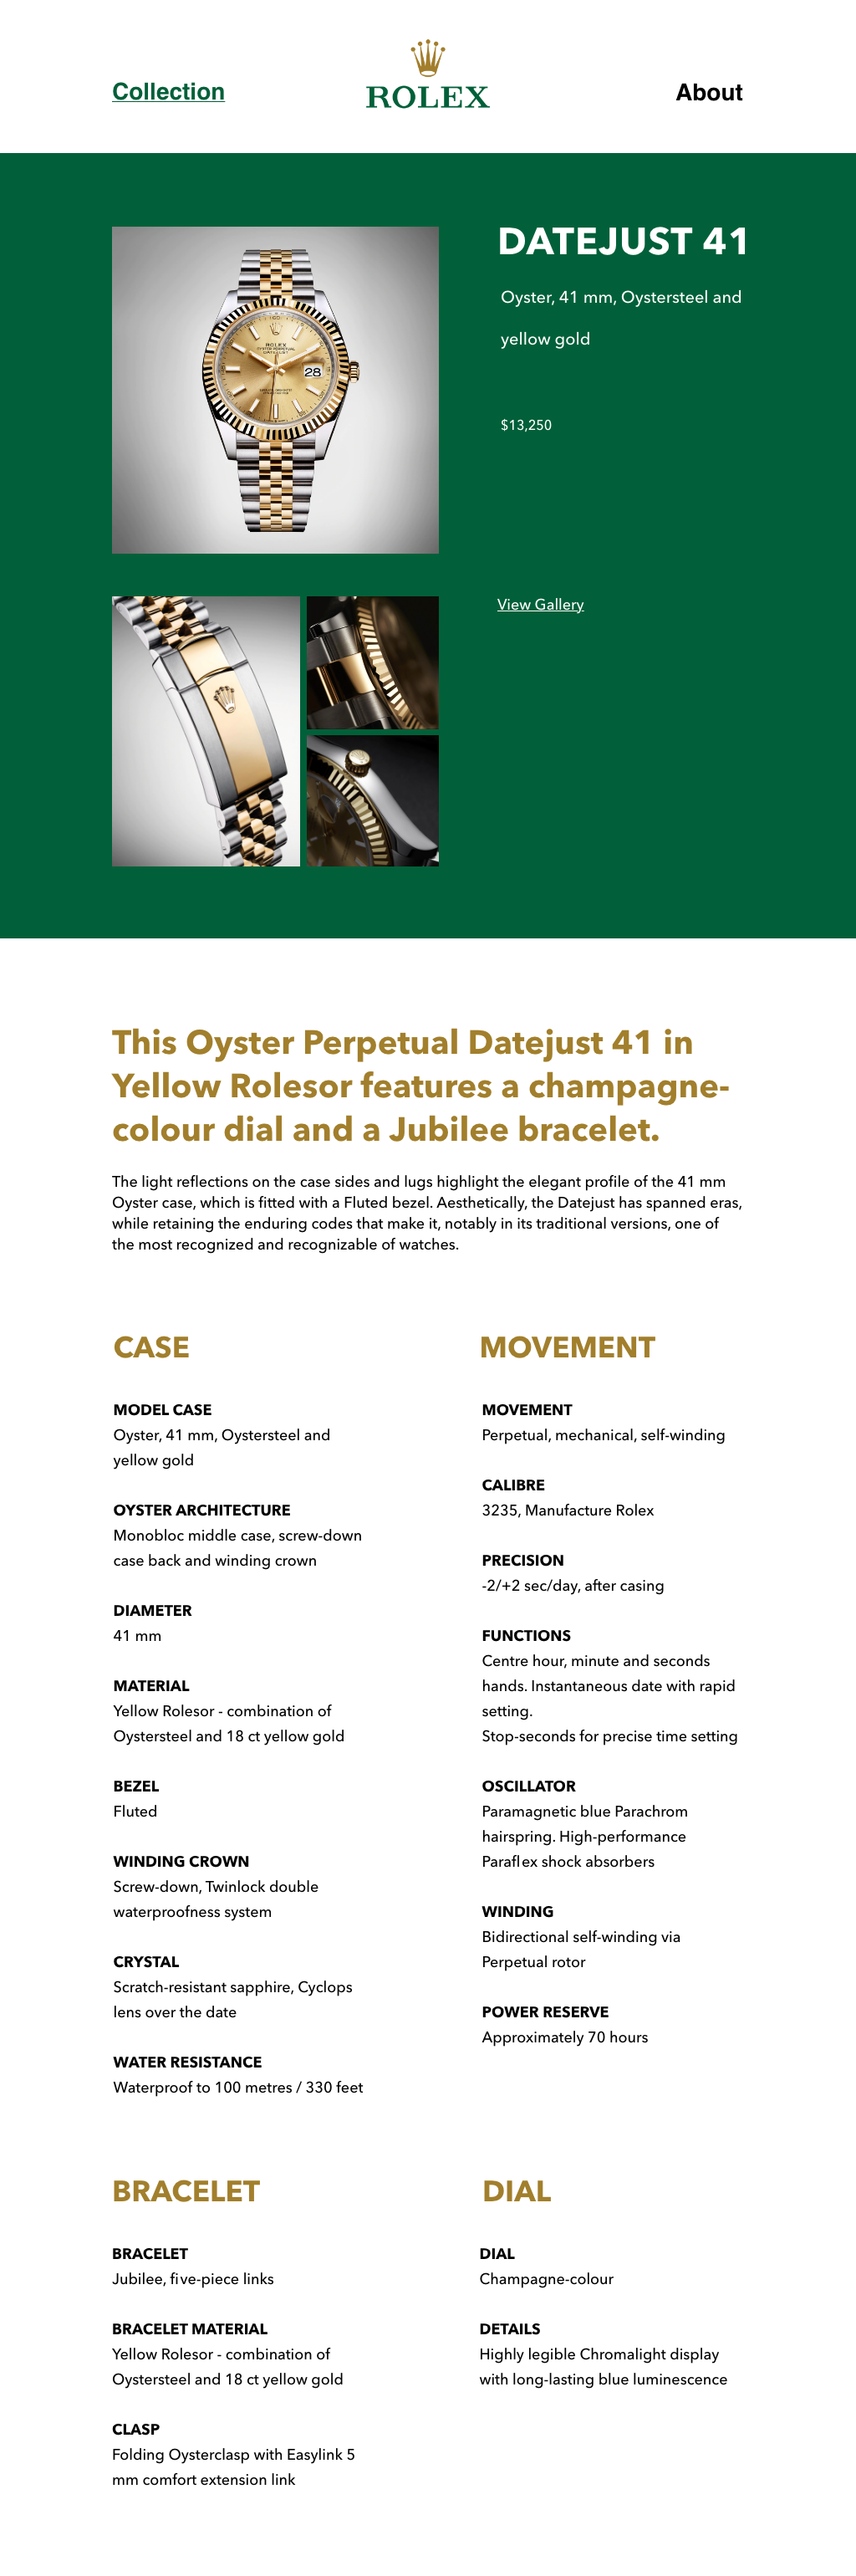 Collection
ROLEX
About
DATEJUST 41
Oyster, 41 mm, Oystersteel and
yellow gold
$13,250
ROLEX
OYSTER PERPETUAL
DATEJUST
28
View Gallery
This Oyster Perpetual Datejust 41 in
Yellow Rolesor features a champagne-
colour dial and a Jubilee bracelet.
The light reflections on the case sides and lugs highlight the elegant profile of the 41 mm
Oyster case, which is fitted with a Fluted bezel. Aesthetically, the Datejust has spanned eras,
while retaining the enduring codes that make it, notably in its traditional versions, one of
the most recognized and recognizable of watches.
CASE
MODEL CASE
Oyster, 41 mm, Oystersteel and
yellow gold
OYSTER ARCHITECTURE
Monobloc middle case, screw-down
case back and winding crown
DIAMETER
41 mm
MATERIAL
Yellow Rolesor - combination of
Oystersteel and 18 ct yellow gold
BEZEL
Fluted
WINDING CROWN
Screw-down, Twinlock double
waterproofness system
CRYSTAL
Scratch-resistant sapphire, Cyclops
lens over the date
WATER RESISTANCE
Waterproof to 100 metres / 330 feet
MOVEMENT
MOVEMENT
Perpetual, mechanical, self-winding
CALIBRE
3235, Manufacture Rolex
PRECISION
-2/+2 sec/day, after casing
FUNCTIONS
Centre hour, minute and seconds
hands. Instantaneous date with rapid
setting.
Stop-seconds for precise time setting
OSCILLATOR
Paramagnetic blue Parachrom
hairspring. High-performance
Paraflex shock absorbers
WINDING
Bidirectional self-winding via
Perpetual rotor
POWER RESERVE
Approximately 70 hours
BRACELET
BRACELET
Jubilee, five-piece links
BRACELET MATERIAL
Yellow Rolesor - combination of
Oystersteel and 18 ct yellow gold
CLASP
Folding Oysterclasp with Easylink 5
mm comfort extension link
DIAL
DIAL
Champagne-colour
DETAILS
Highly legible Chromalight display
with long-lasting blue luminescence